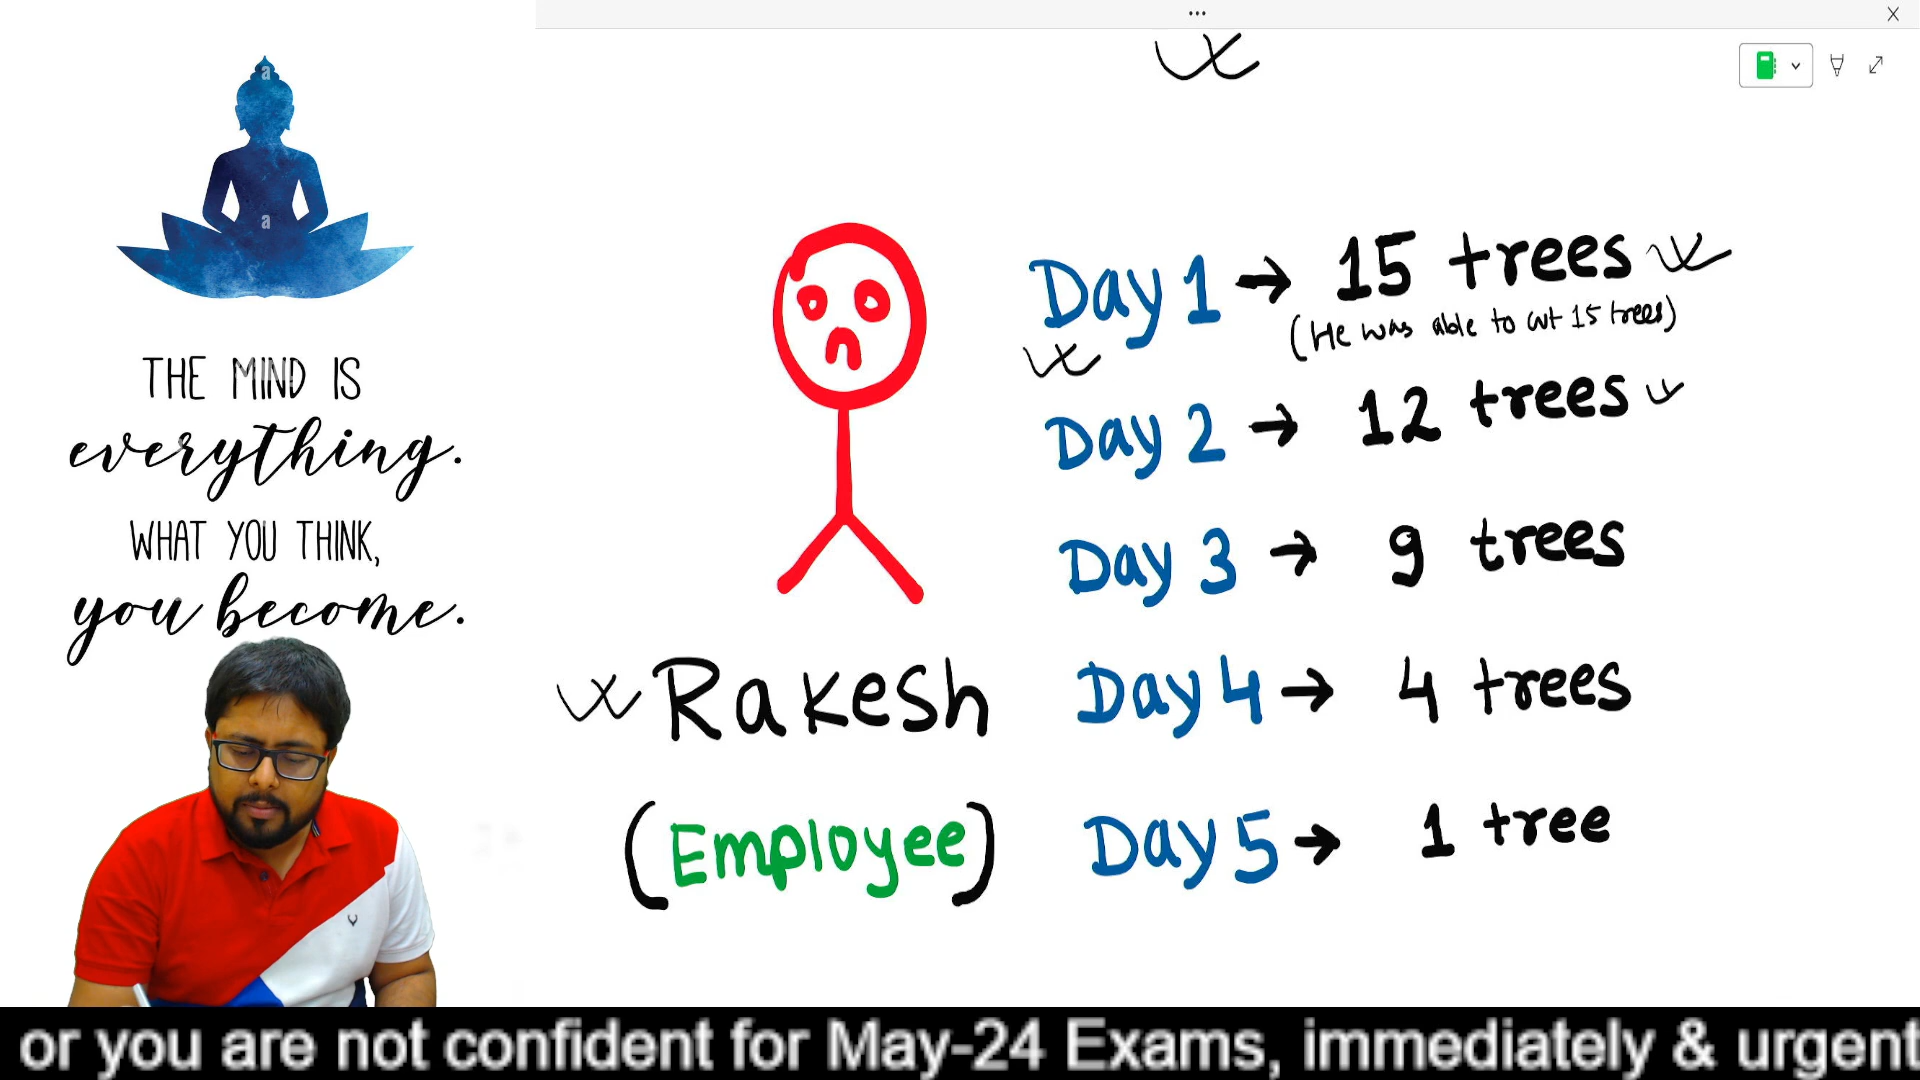 THE MIND IS
everything.
WHAT YOU THINK,
you become.
Day 1 → 15 trees
(He was able to cut 15 trees)
Day 2 → 12 trees
Day 3 → 9 trees
Rakesh
Day 4 → 4 trees
(Employee)
Day 5 → 1 tree
or you are not confident for May-24 Exams, immediately & urgent